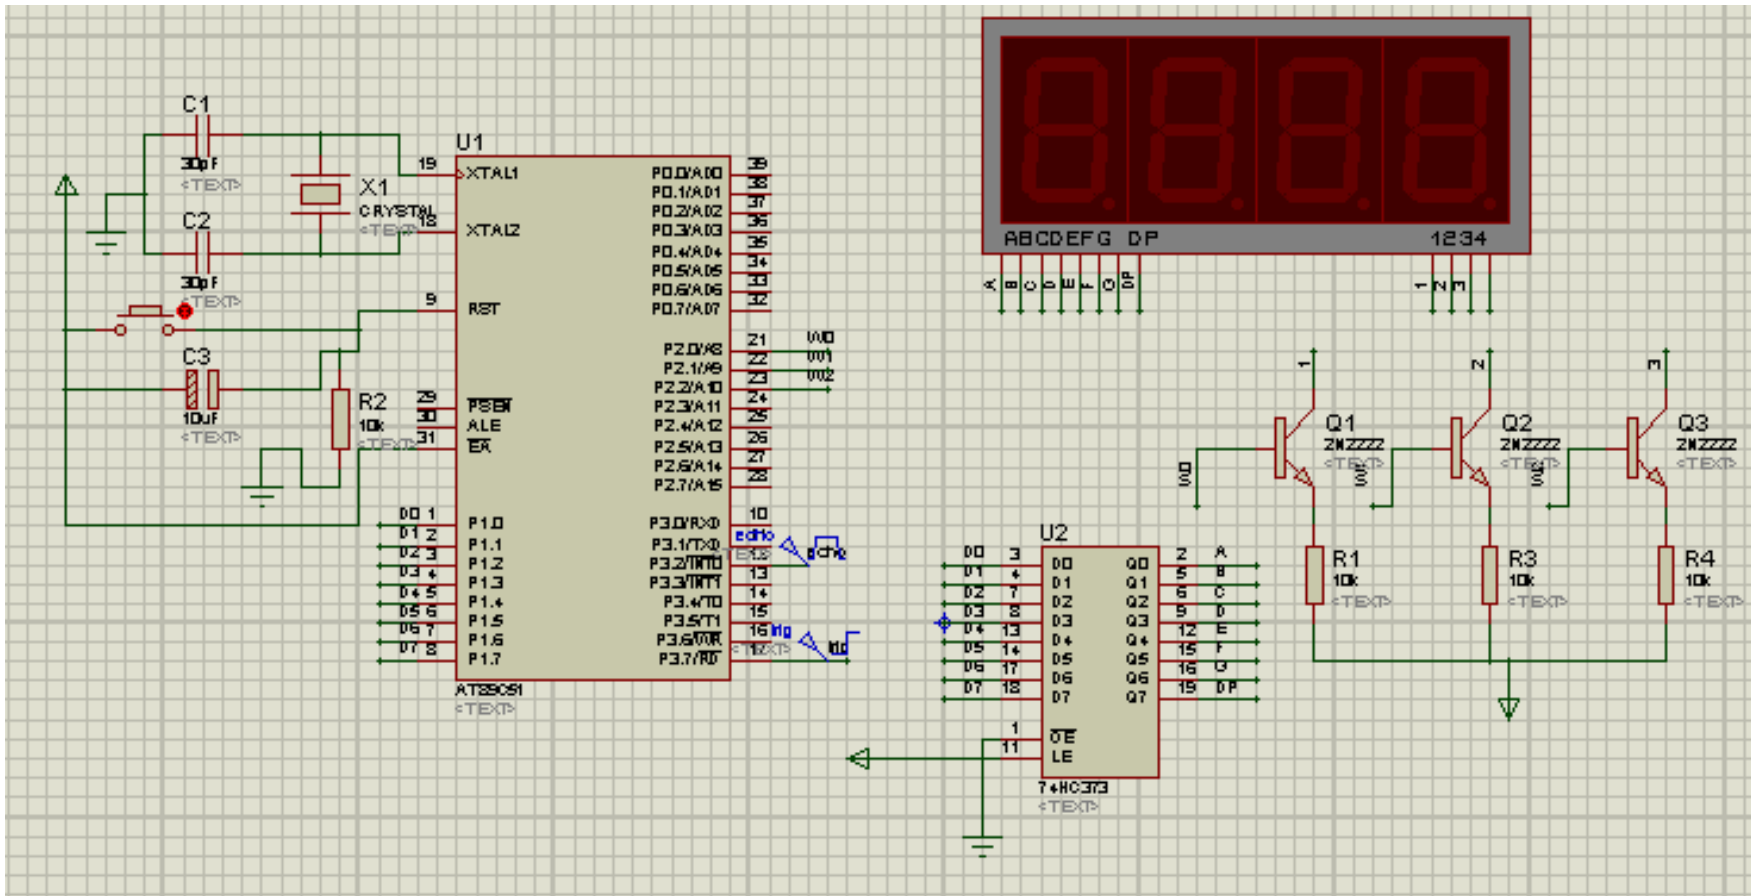 C1
30pF
<TEXT>
X1
CRYSTAL
<TEXT>
C2
30pF
<TEXT>
C3
10uF
<TEXT>
R2
10k
<TEXT>
U1
19 XTAL1
18 XTAL2
9 RST
29 PSEN
30 ALE
31 EA
D0 1 P1.0
D1 2 P1.1
D2 3 P1.2
D3 4 P1.3
D4 5 P1.4
D5 6 P1.5
D6 7 P1.6
D7 8 P1.7
P0.0/AD0 39
P0.1/AD1 38
P0.2/AD2 37
P0.3/AD3 36
P0.4/AD4 35
P0.5/AD5 34
P0.6/AD6 33
P0.7/AD7 32
P2.0/A8 21 W0
P2.1/A9 22 W1
P2.2/A10 23 W2
P2.3/A11 24
P2.4/A12 25
P2.5/A13 26
P2.6/A14 27
P2.7/A15 28
P3.0/RXD 10
P3.1/TXD
P3.2/INT0 12
P3.3/INT1 13
P3.4/T0 14
P3.5/T1 15
P3.6/WR 16
P3.7/RD 17
echo
echo
<TEXT>
trig
trig
<TEXT>
AT89C51
<TEXT>
ABCDEFG DP
1234
A
B
C
D
E
F
G
DP
1
2
3
1
2
3
Q1
2N2222
<TEXT>
Q2
2N2222
<TEXT>
Q3
2N2222
<TEXT>
W0
R1
10k
<TEXT>
R3
10k
<TEXT>
R4
10k
<TEXT>
U2
D0 3 D0 Q0 2 A
D1 4 D1 Q1 5 B
D2 7 D2 Q2 6 C
D3 8 D3 Q3 9 D
D4 13 D4 Q4 12 E
D5 14 D5 Q5 15 F
D6 17 D6 Q6 16 G
D7 18 D7 Q7 19 DP
1 OE
11 LE
74HC373
<TEXT>